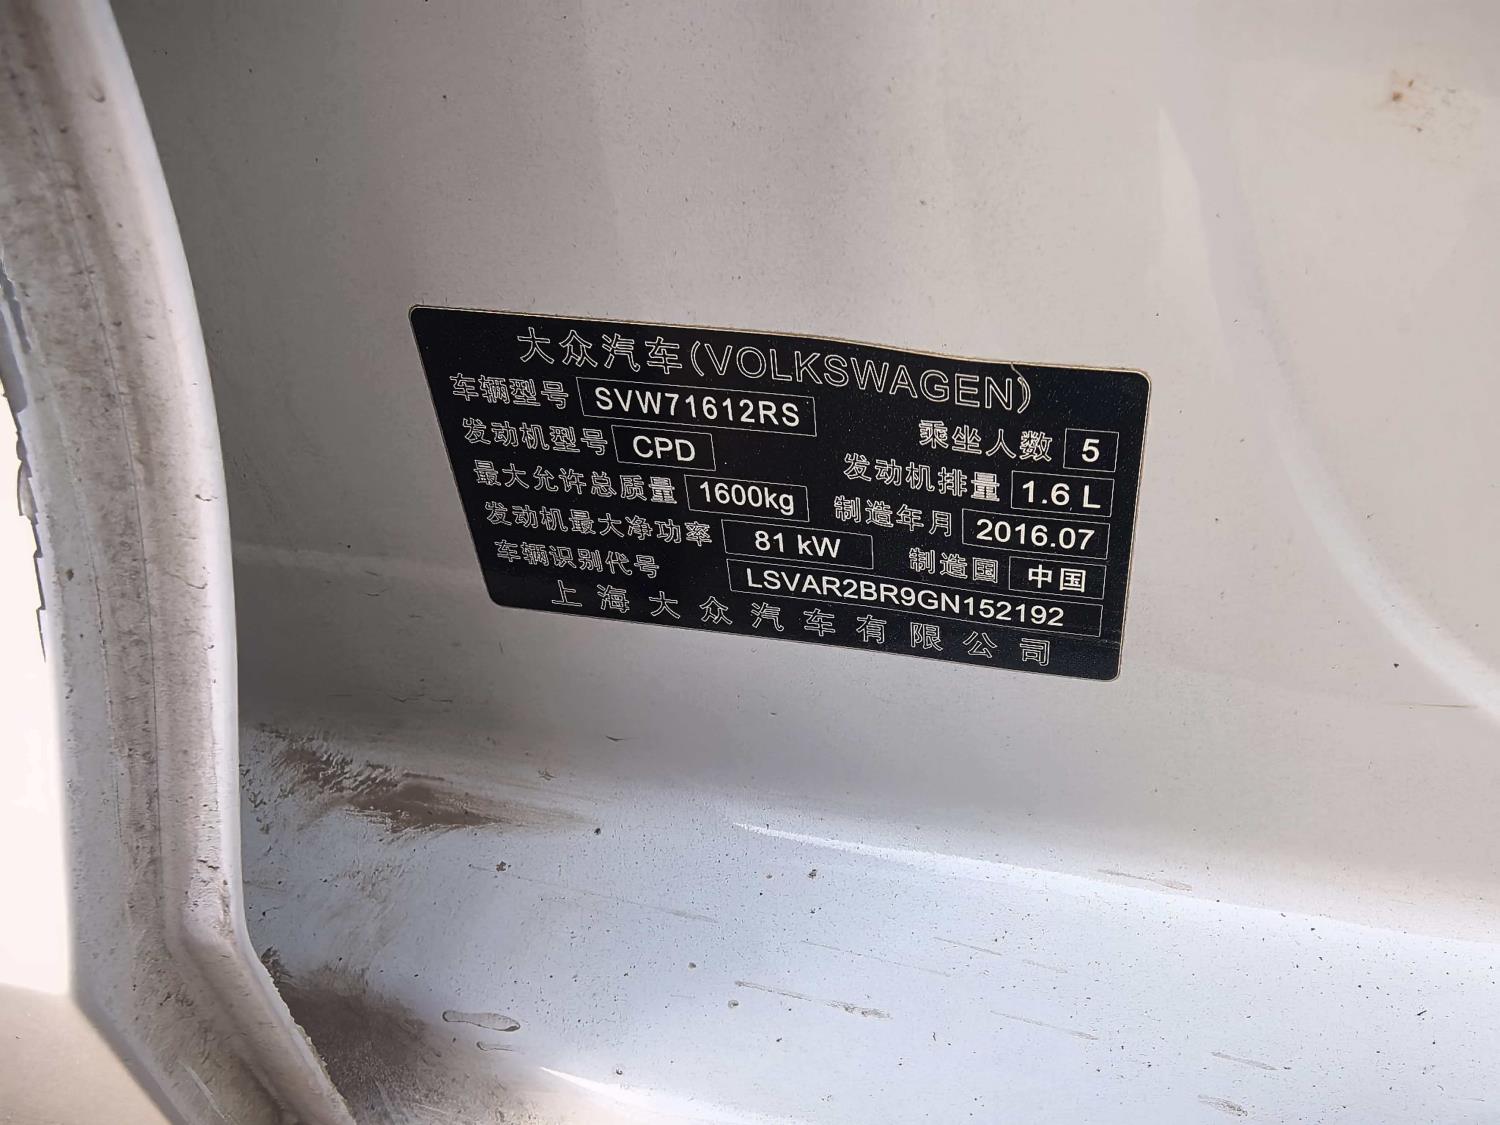 大众汽车(VOLKSWAGEN)
车辆型号 SVW71612RS 乘坐人数 5
发动机型号 CPD 发动机排量 1.6 L
最大允许总质量 1600kg 制造年月 2016.07
发动机最大净功率 81 kW 制造国 中国
车辆识别代号 LSVAR2BR9GN152192
上海大众汽车有限公司